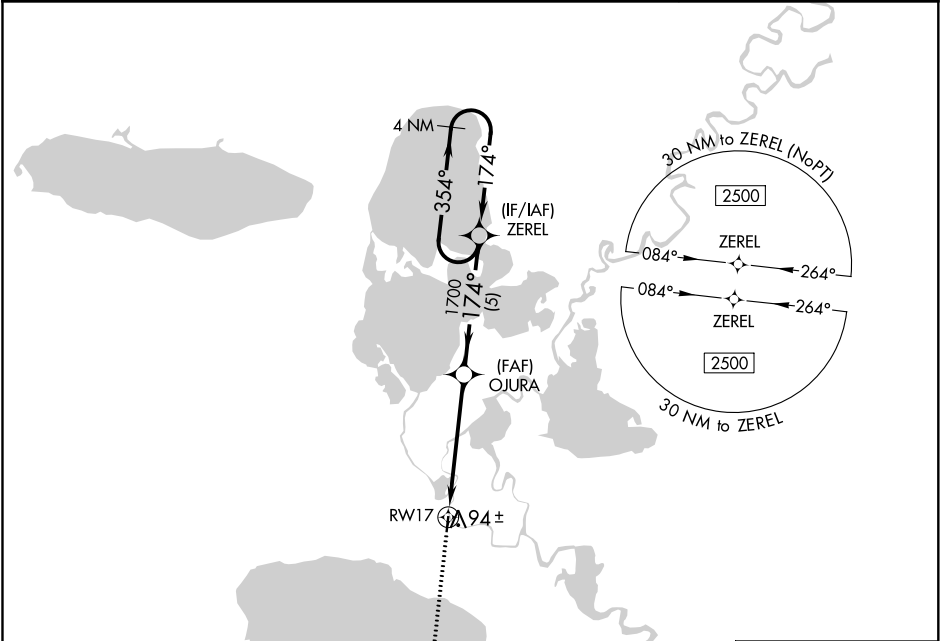 4 NM
354°
174°
(IF/IAF)
ZEREL
1700
174°
(5)
(FAF)
OJURA
RW17
94±
30 NM to ZEREL (NoPT)
2500
ZEREL
084°
264°
084°
264°
ZEREL
2500
30 NM to ZEREL